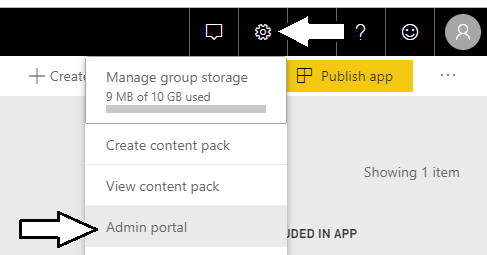 ?
Create
Manage group storage
9 MB of 10 GB used
Publish app
...
Create content pack
View content pack
Showing 1 item
Admin portal
UDED IN APP